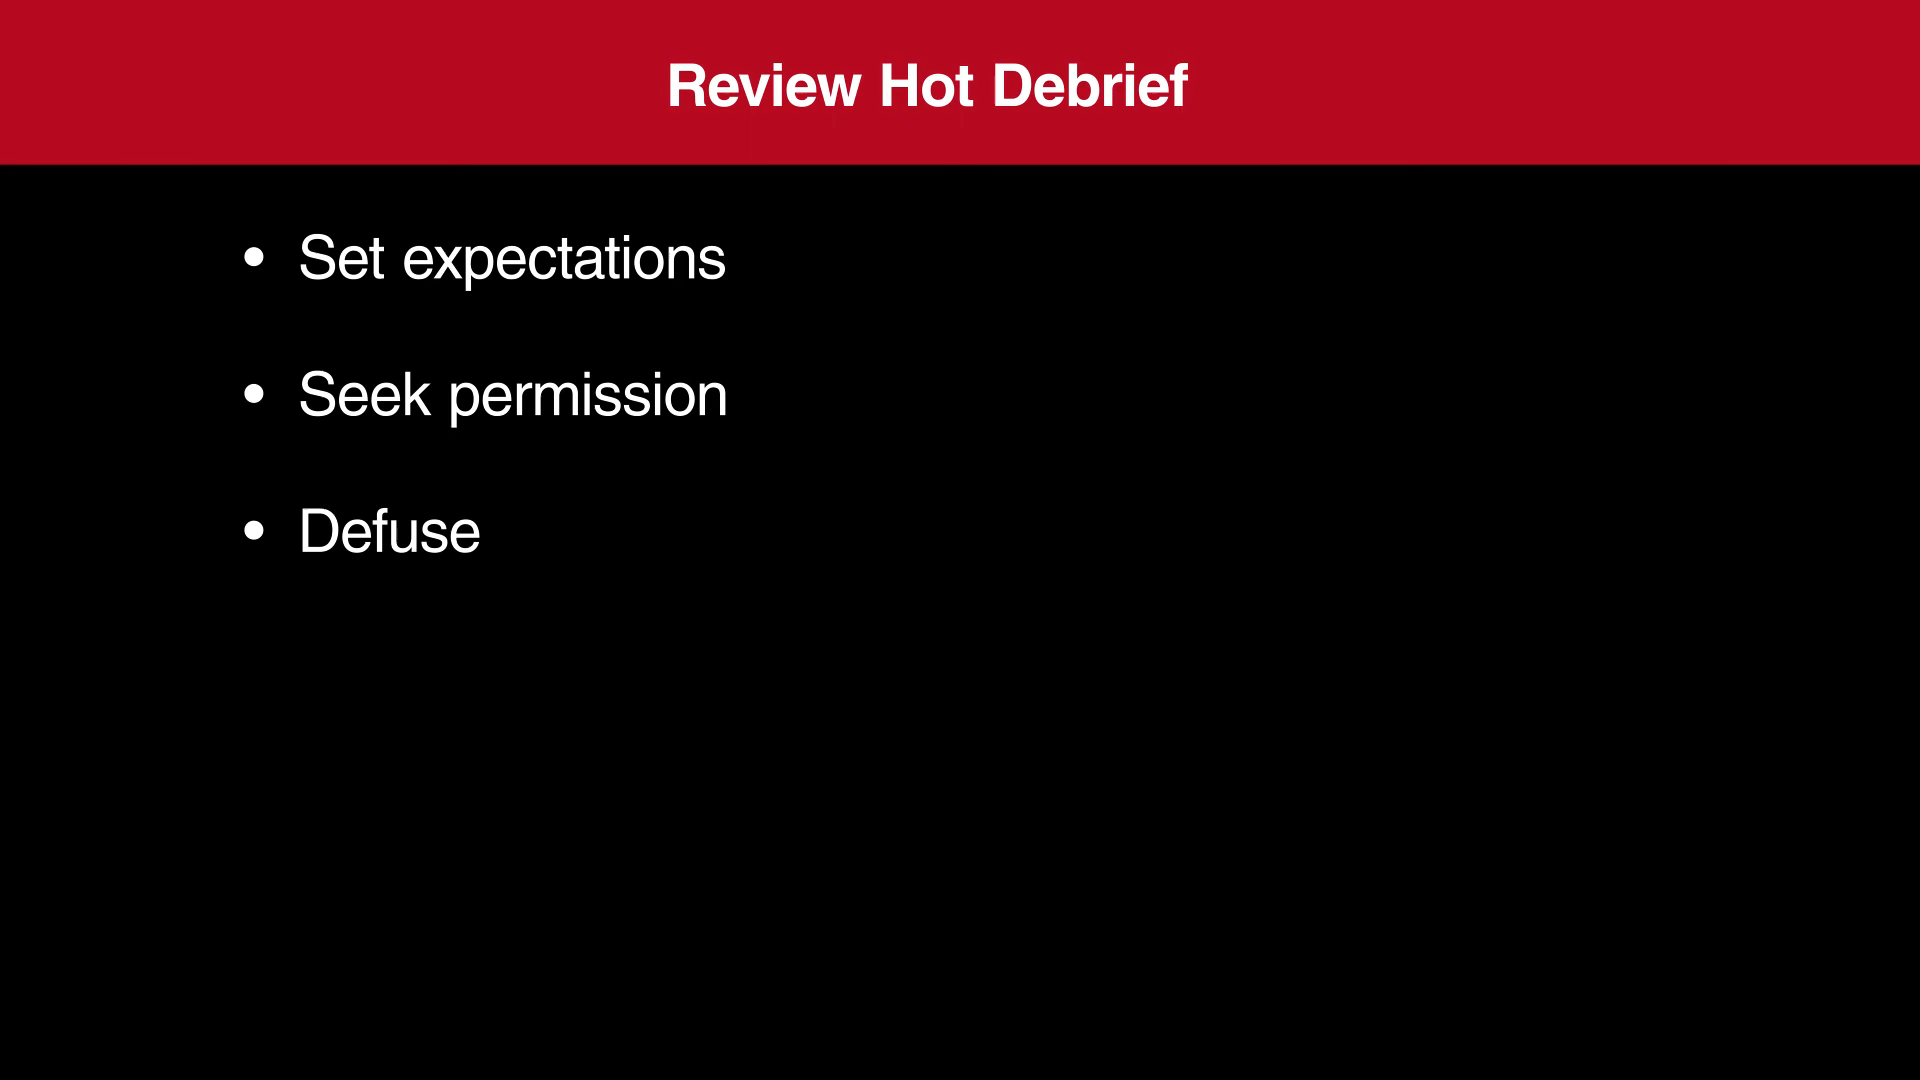 Review Hot Debrief
• Set expectations
• Seek permission
• Defuse